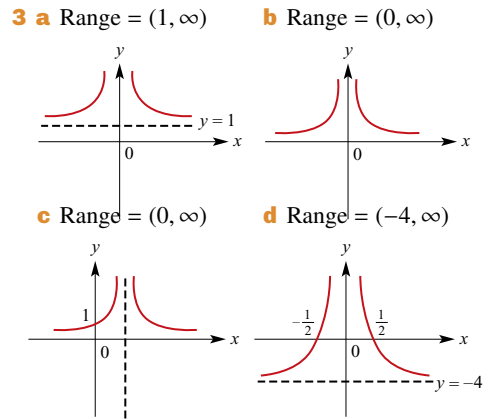 3 a Range = (1, ∞)
b Range = (0, ∞)
y
y = 1
x
0
y
x
0
c Range = (0, ∞)
d Range = (−4, ∞)
y
1
x
0
y
−1/2
1/2
x
0
y = −4